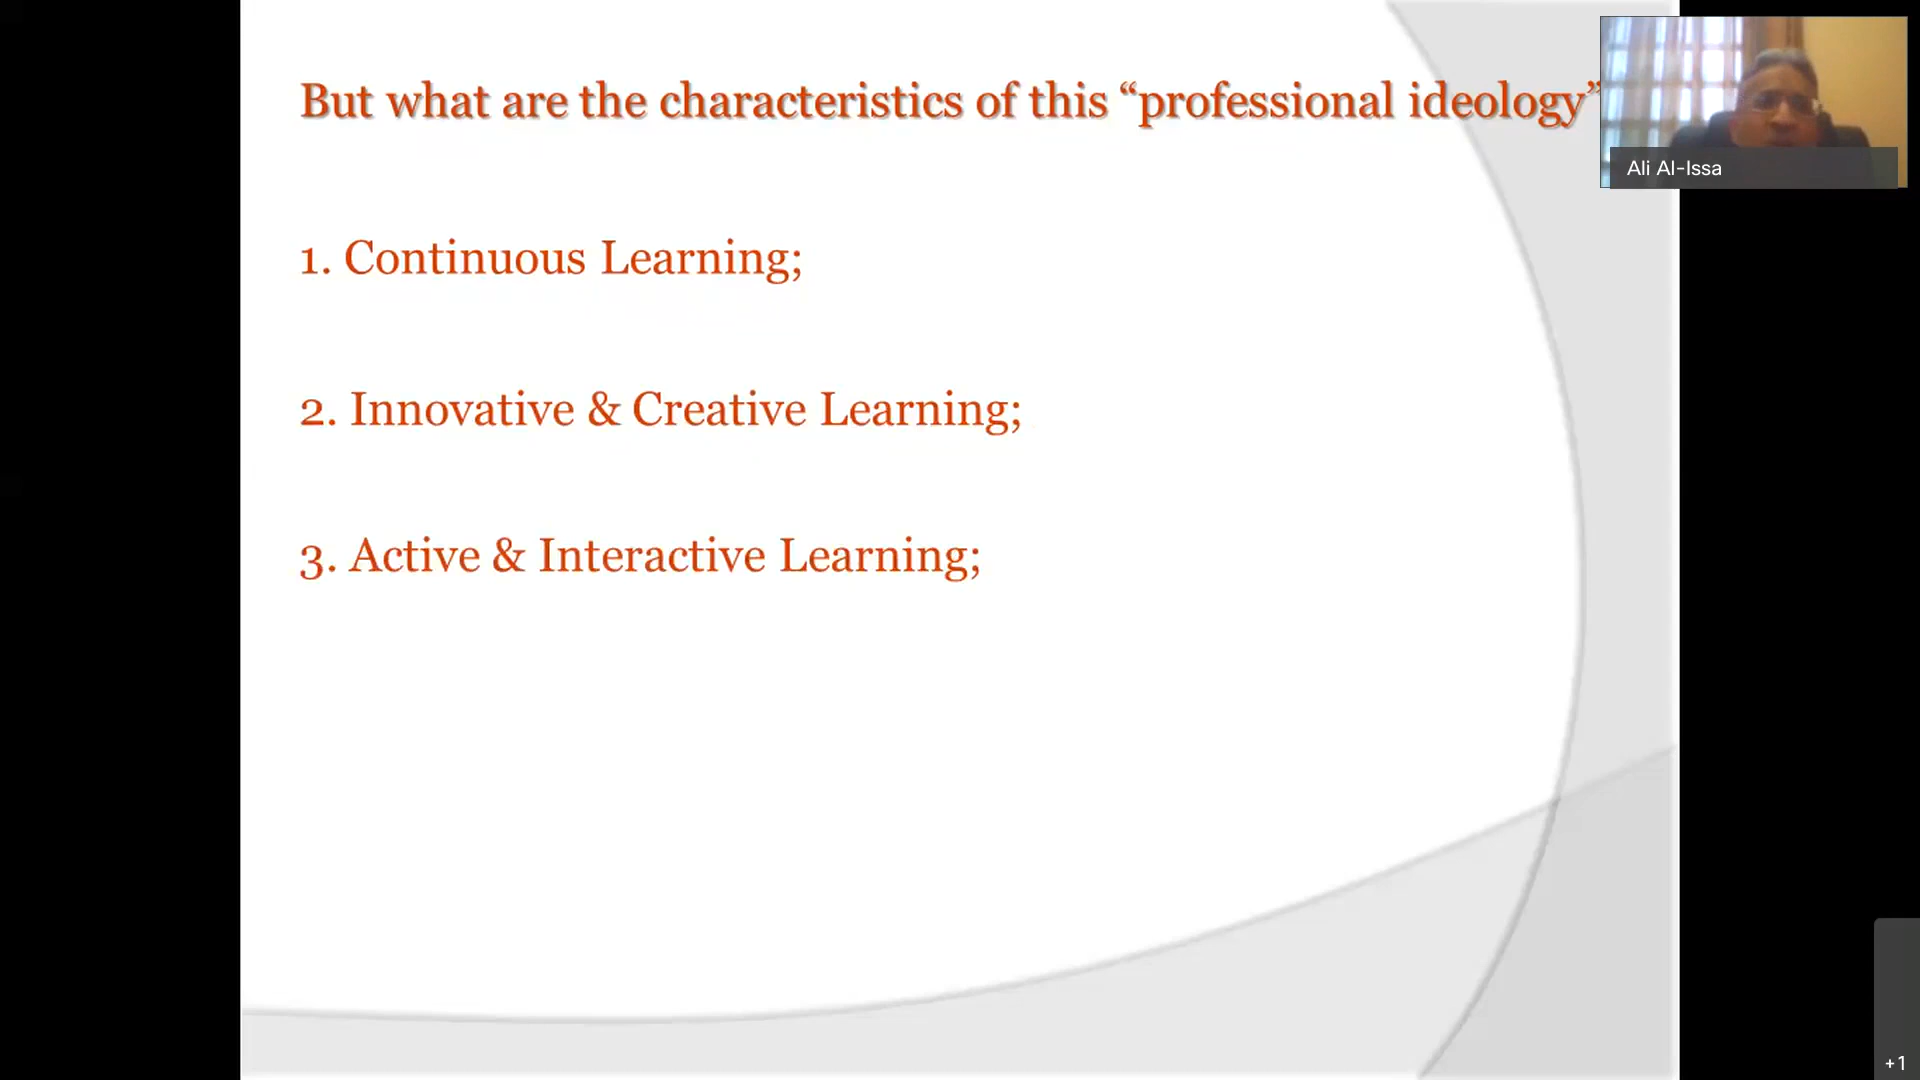 But what are the characteristics of this “professional ideology”
Ali Al-Issa
1. Continuous Learning;
2. Innovative & Creative Learning;
3. Active & Interactive Learning;
+1